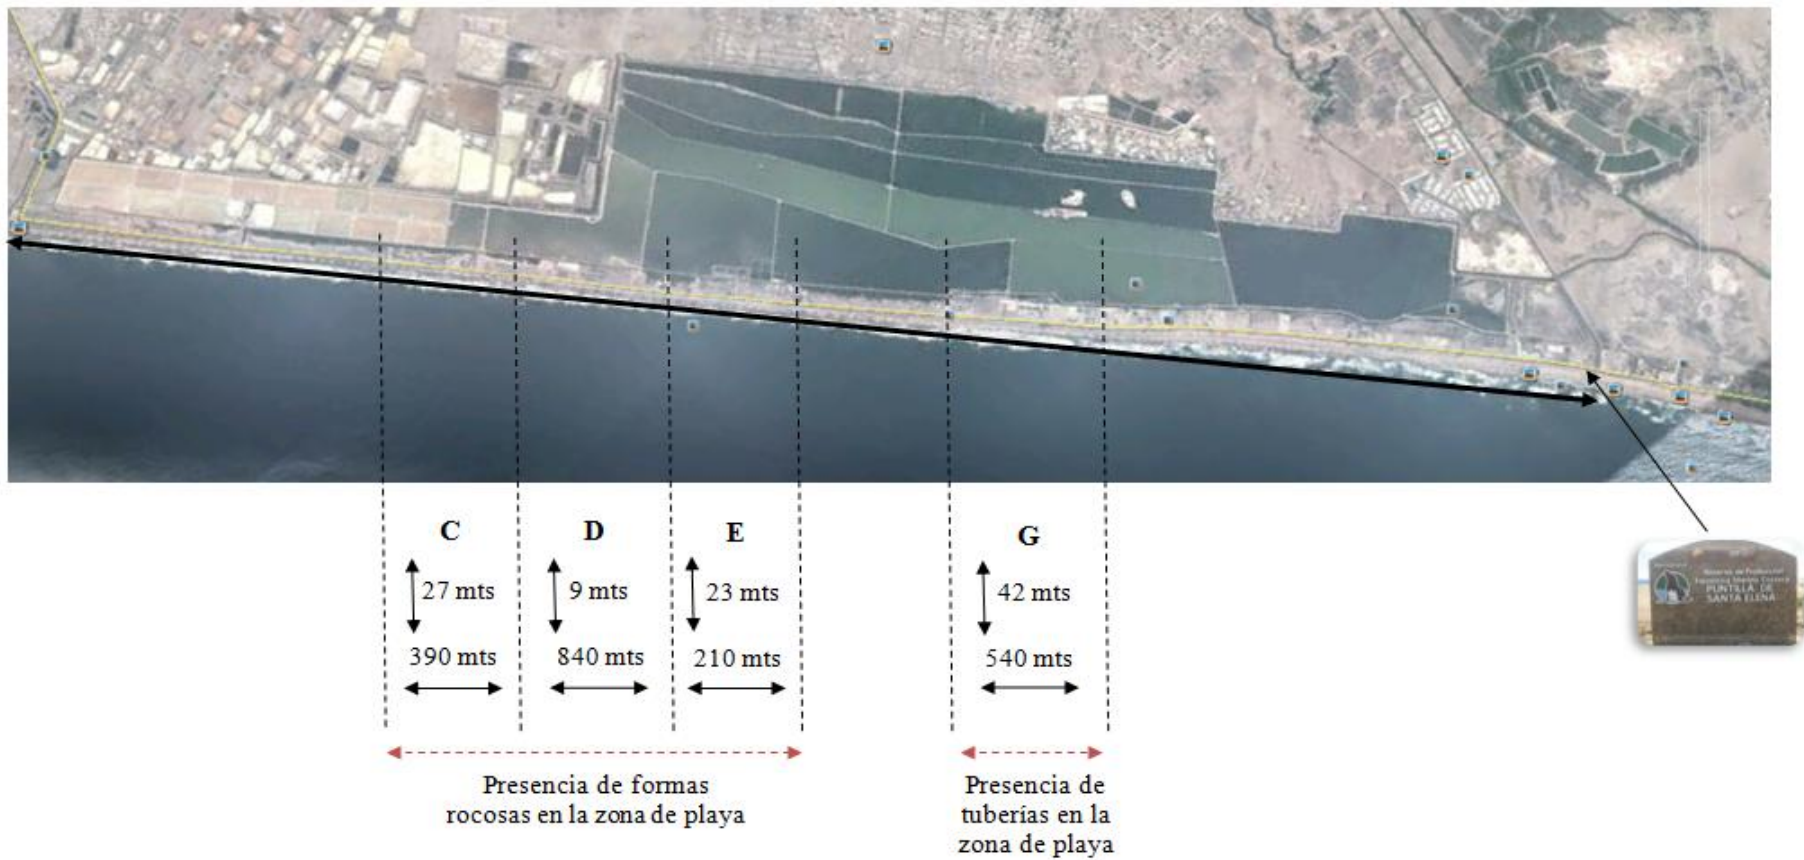 C
D
E
G
27 mts
9 mts
23 mts
42 mts
390 mts
840 mts
210 mts
540 mts
Presencia de formas
rocosas en la zona de playa
Presencia de
tuberías en la
zona de playa
PUNTILLA DE
SANTA ELENA